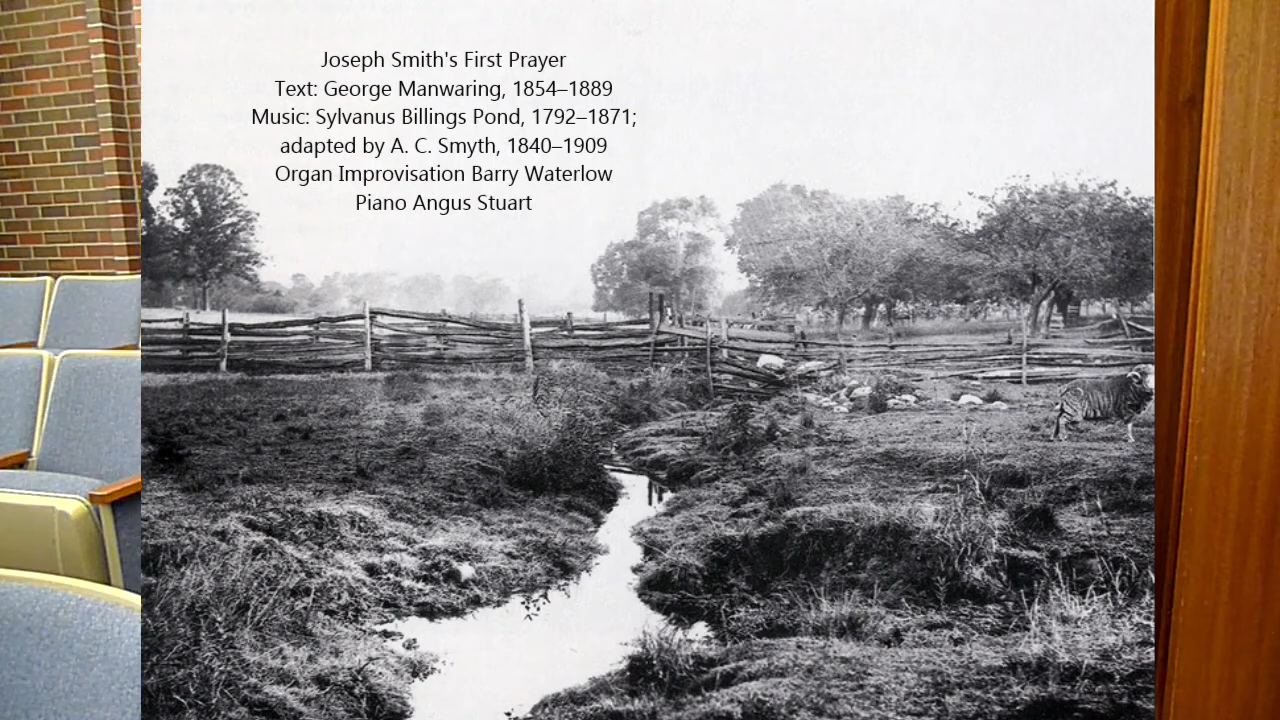 Joseph Smith's First Prayer
Text: George Manwaring, 1854–1889
Music: Sylvanus Billings Pond, 1792–1871;
adapted by A. C. Smyth, 1840–1909
Organ Improvisation Barry Waterlow
Piano Angus Stuart